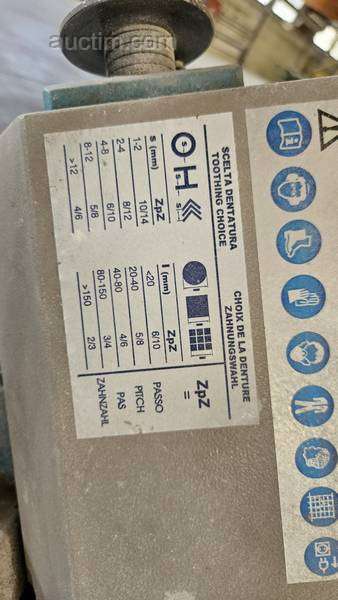 auctim.com
SCELTA DENTATURA
TOOTHING CHOICE
CHOIX DE LA DENTURE
ZAHNUNGSWAHL
S (mm) ZpZ
1-2 10/14
2-4 8/12
4-8 6/10
8-12 5/8
>12 4/6
l (mm) ZpZ
<20 6/10
20-40 5/8
40-80 4/6
80-150 3/4
>150 2/3
ZpZ
=
PASSO
PITCH
PAS
ZAHNZAHL